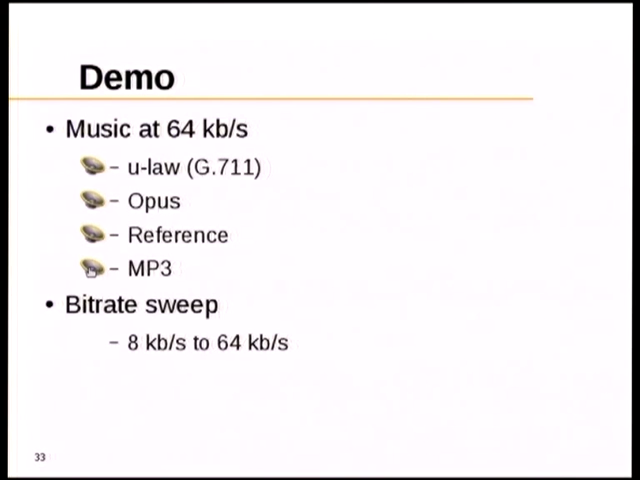 Demo
• Music at 64 kb/s
– u-law (G.711)
– Opus
– Reference
– MP3
• Bitrate sweep
– 8 kb/s to 64 kb/s
33